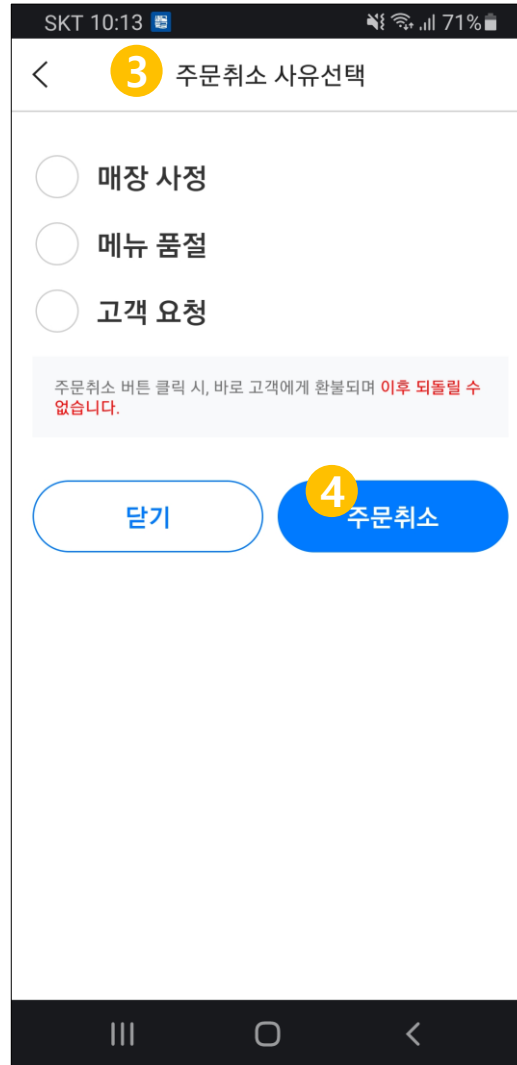 SKT 10:13 71%
3 주문취소 사유선택
매장 사정
메뉴 품절
고객 요청
주문취소 버튼 클릭 시, 바로 고객에게 환불되며 이후 되돌릴 수
없습니다.
닫기 4 주문취소